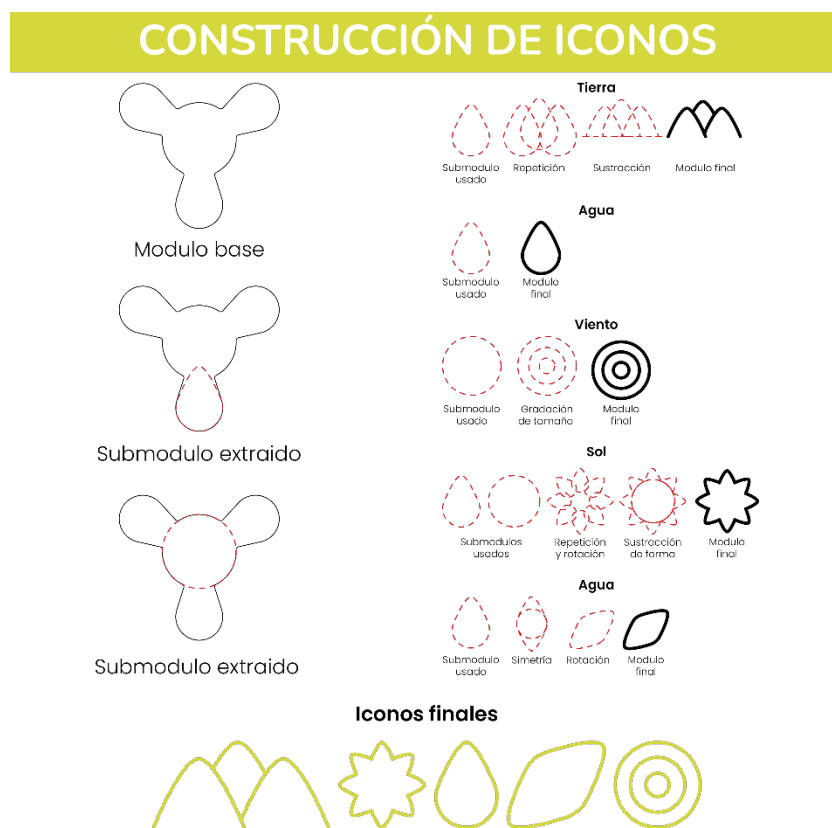 CONSTRUCCIÓN DE ICONOS
Modulo base
Submodulo extraido
Submodulo extraido
Tierra
Submodulo usado
Repetición
Sustracción
Modulo final
Agua
Submodulo usado
Modulo final
Viento
Submodulo usado
Gradación de tamaño
Modulo final
Sol
Submodulos usados
Repetición y rotación
Sustracción de forma
Modulo final
Agua
Submodulo usado
Simetría
Rotación
Modulo final
Iconos finales